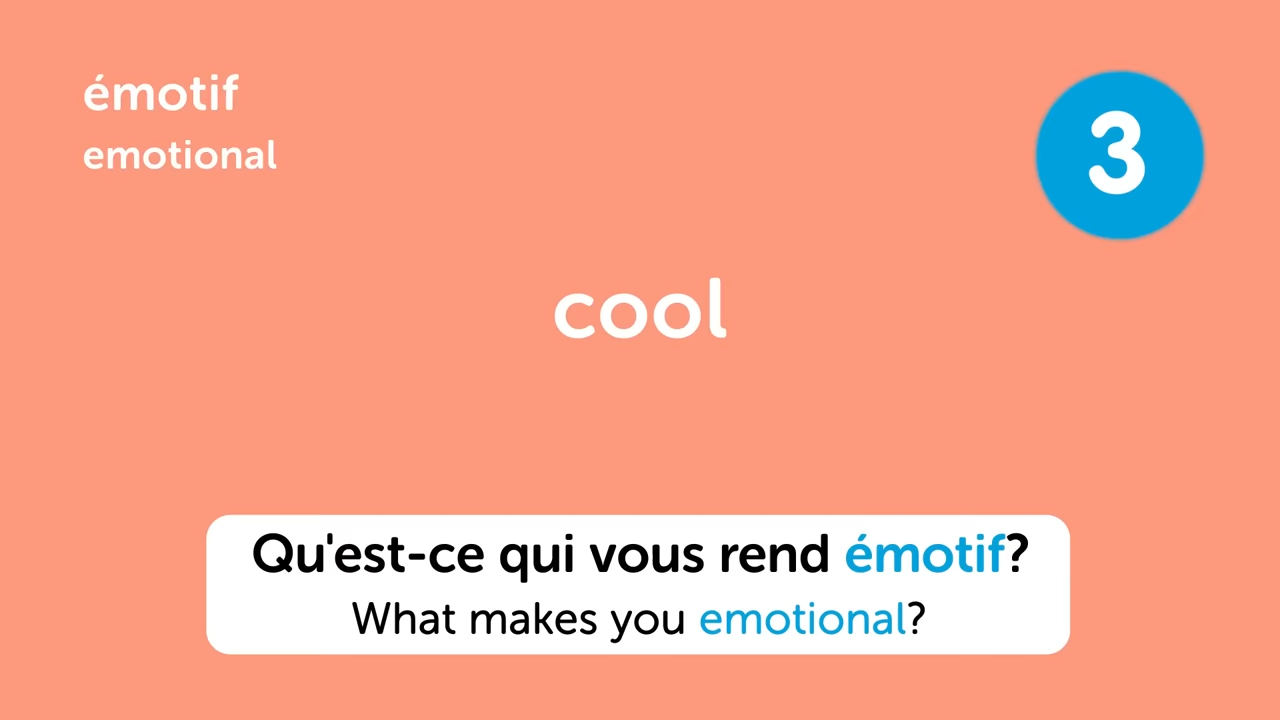 émotif
emotional
3
cool
Qu'est-ce qui vous rend émotif?
What makes you emotional?